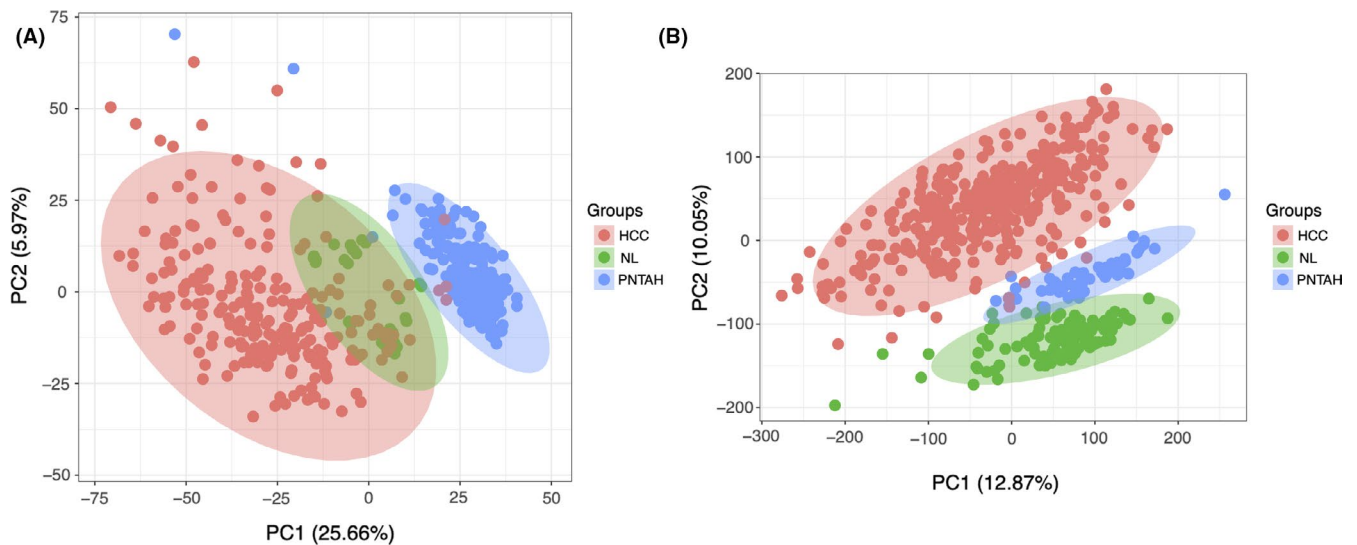 (A)
75
50
25
0
−25
−50
−75
−50
−25
0
25
50
PC2 (5.97%)
PC1 (25.66%)
Groups
HCC
NL
PNTAH
(B)
200
100
0
−100
−200
−300
−200
−100
0
100
200
PC2 (10.05%)
PC1 (12.87%)
Groups
HCC
NL
PNTAH